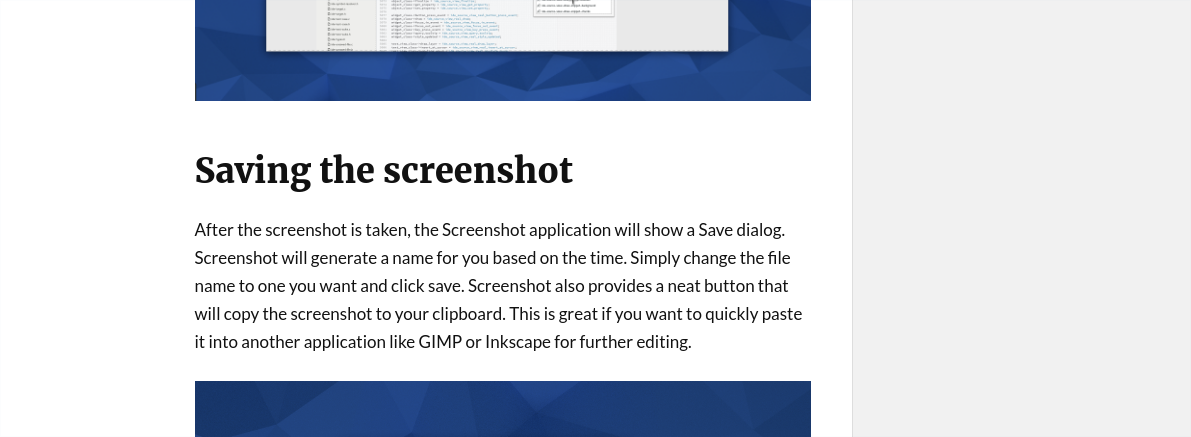 Saving the screenshot
After the screenshot is taken, the Screenshot application will show a Save dialog.
Screenshot will generate a name for you based on the time. Simply change the file
name to one you want and click save. Screenshot also provides a neat button that
will copy the screenshot to your clipboard. This is great if you want to quickly paste
it into another application like GIMP or Inkscape for further editing.